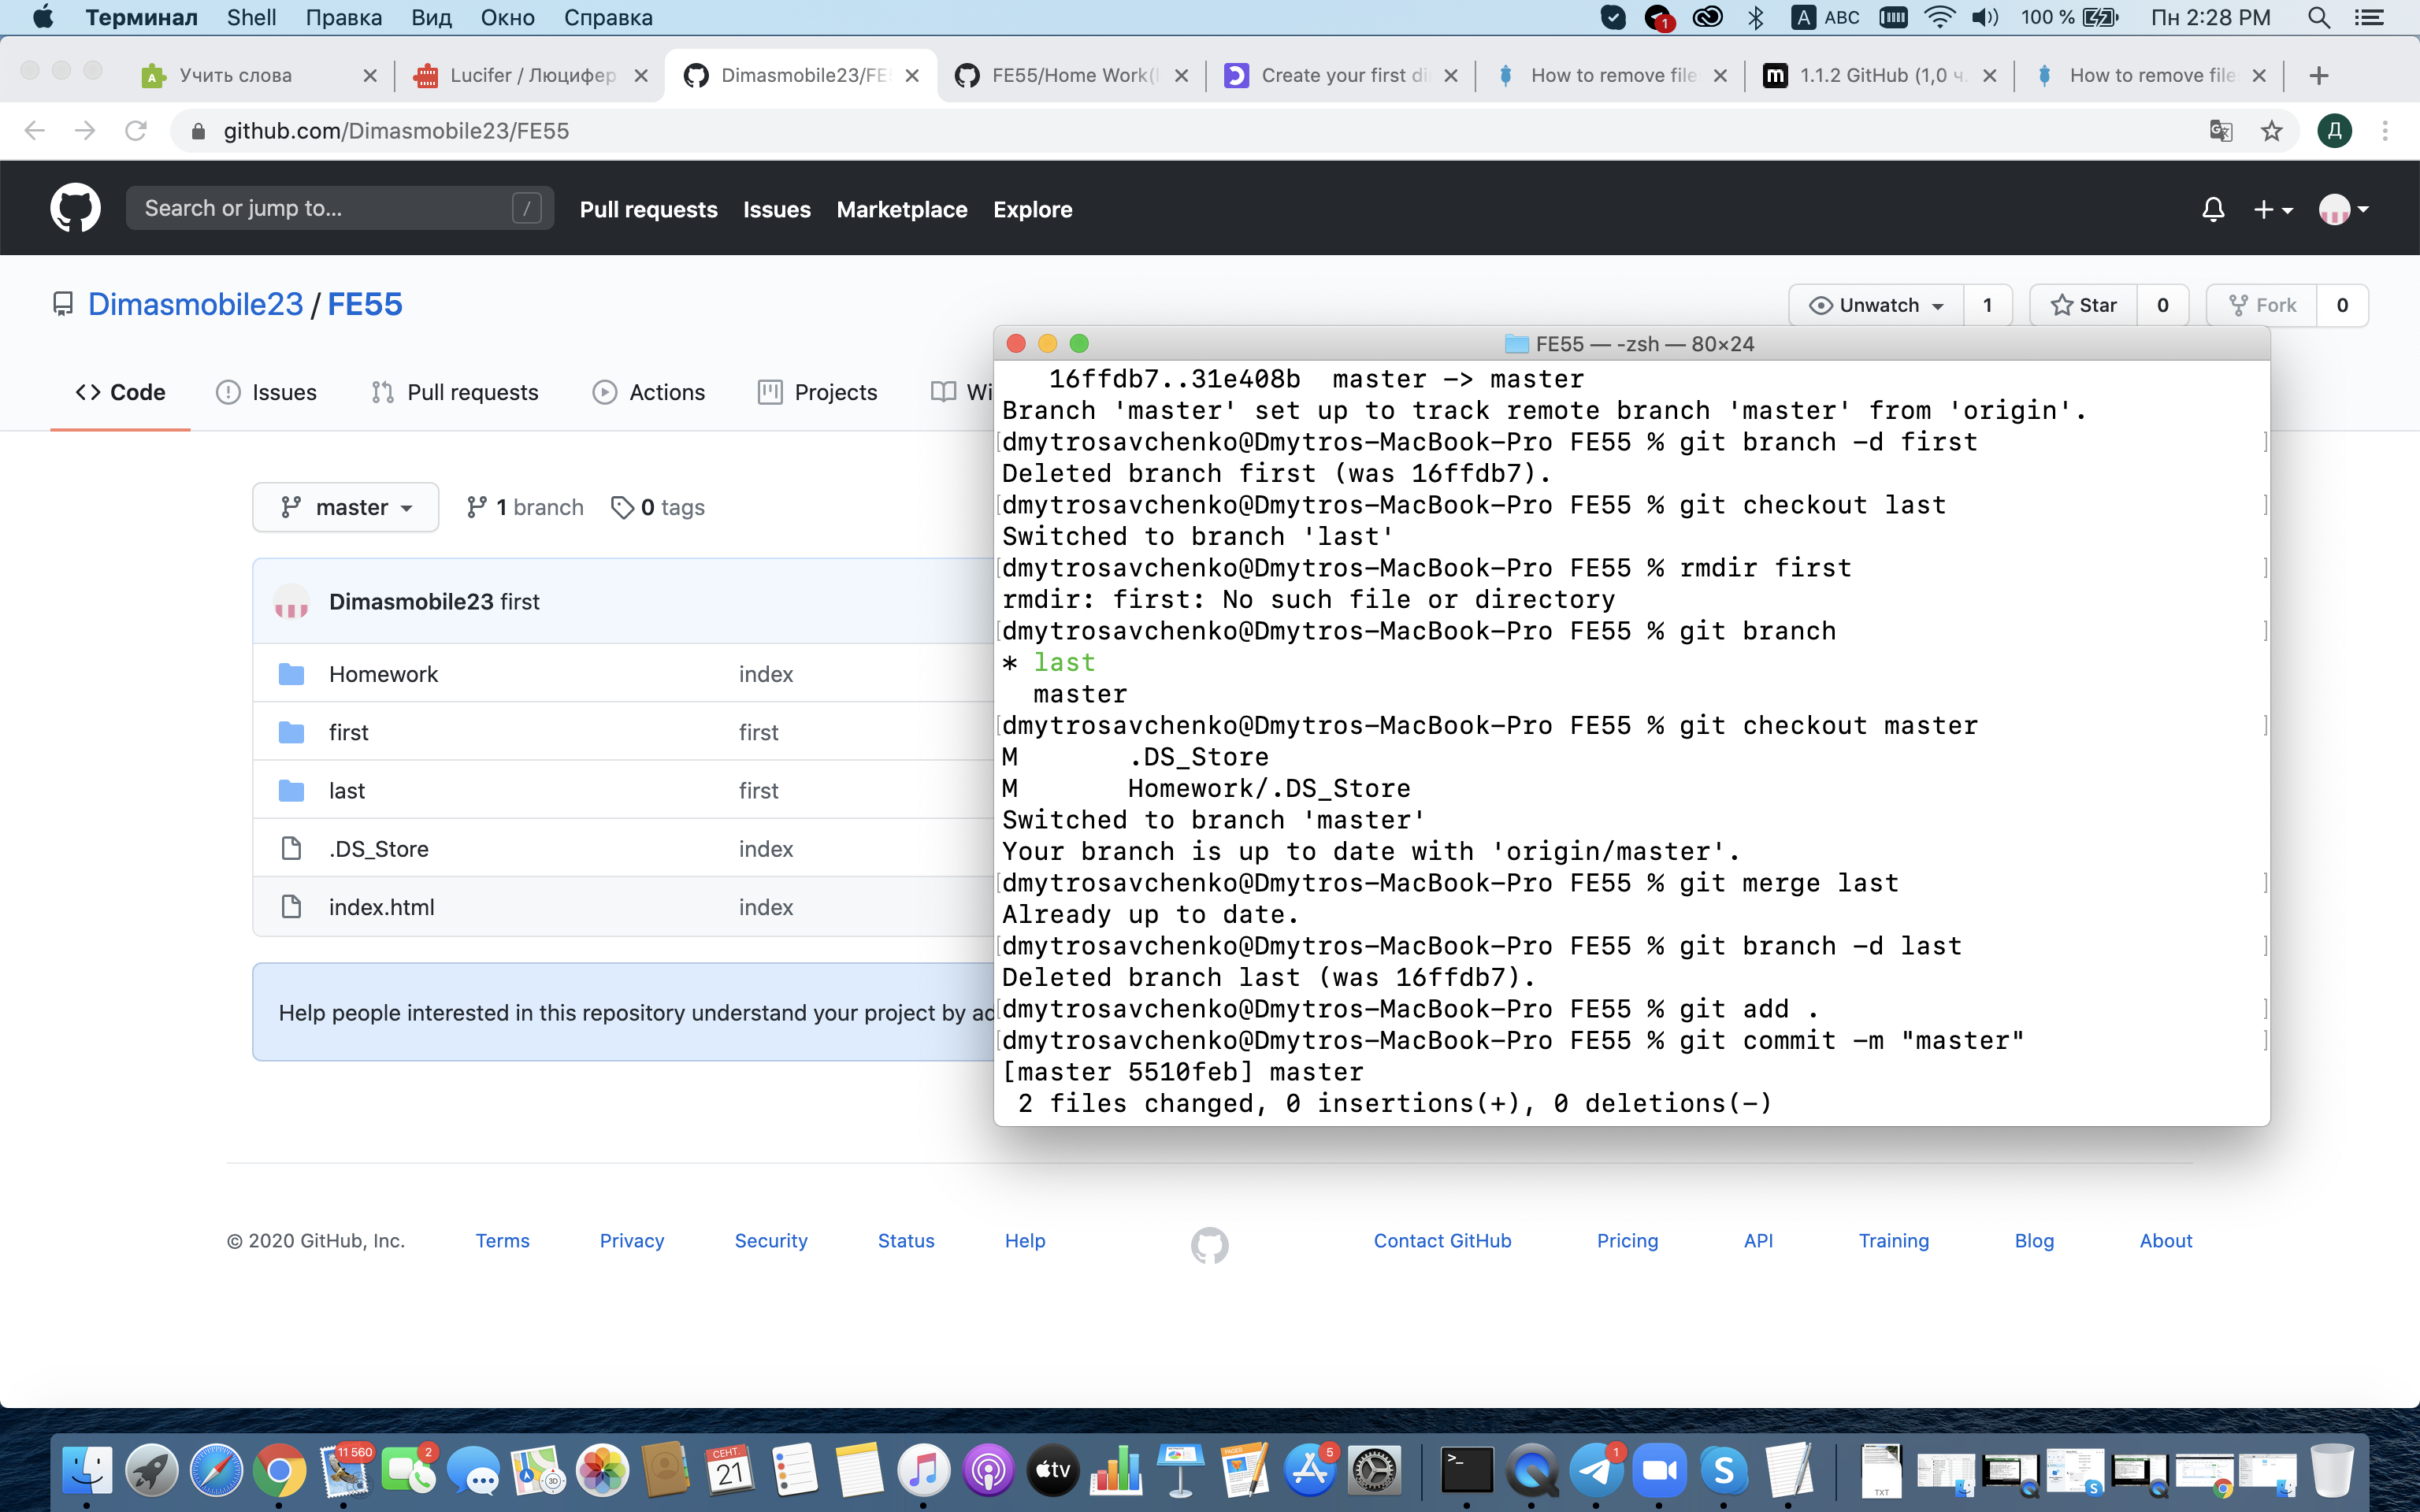 Терминал Shell Правка Вид Окно Справка 1 A ABC 100 % Пн 2:28 PM
Учить слова Lucifer / Люцифер Dimasmobile23/FE FE55/Home Work( Create your first di How to remove file 1.1.2 GitHub (1,0 ч. How to remove file
github.com/Dimasmobile23/FE55 Д
Search or jump to... / Pull requests Issues Marketplace Explore
Dimasmobile23 / FE55 Unwatch 1 Star 0 Fork 0
Code Issues Pull requests Actions Projects Wi
master 1 branch 0 tags
Dimasmobile23 first
Homework index
first first
last first
.DS_Store index
index.html index
Help people interested in this repository understand your project by ad
FE55 — -zsh — 80×24
16ffdb7..31e408b master -> master
Branch 'master' set up to track remote branch 'master' from 'origin'.
dmytrosavchenko@Dmytros-MacBook-Pro FE55 % git branch -d first
Deleted branch first (was 16ffdb7).
dmytrosavchenko@Dmytros-MacBook-Pro FE55 % git checkout last
Switched to branch 'last'
dmytrosavchenko@Dmytros-MacBook-Pro FE55 % rmdir first
rmdir: first: No such file or directory
dmytrosavchenko@Dmytros-MacBook-Pro FE55 % git branch
* last
master
dmytrosavchenko@Dmytros-MacBook-Pro FE55 % git checkout master
M .DS_Store
M Homework/.DS_Store
Switched to branch 'master'
Your branch is up to date with 'origin/master'.
dmytrosavchenko@Dmytros-MacBook-Pro FE55 % git merge last
Already up to date.
dmytrosavchenko@Dmytros-MacBook-Pro FE55 % git branch -d last
Deleted branch last (was 16ffdb7).
dmytrosavchenko@Dmytros-MacBook-Pro FE55 % git add .
dmytrosavchenko@Dmytros-MacBook-Pro FE55 % git commit -m "master"
[master 5510feb] master
2 files changed, 0 insertions(+), 0 deletions(-)
© 2020 GitHub, Inc. Terms Privacy Security Status Help Contact GitHub Pricing API Training Blog About
11 560 2 3D СЕНТ. 21 tv PAGES 5 >_ 1 S TXT